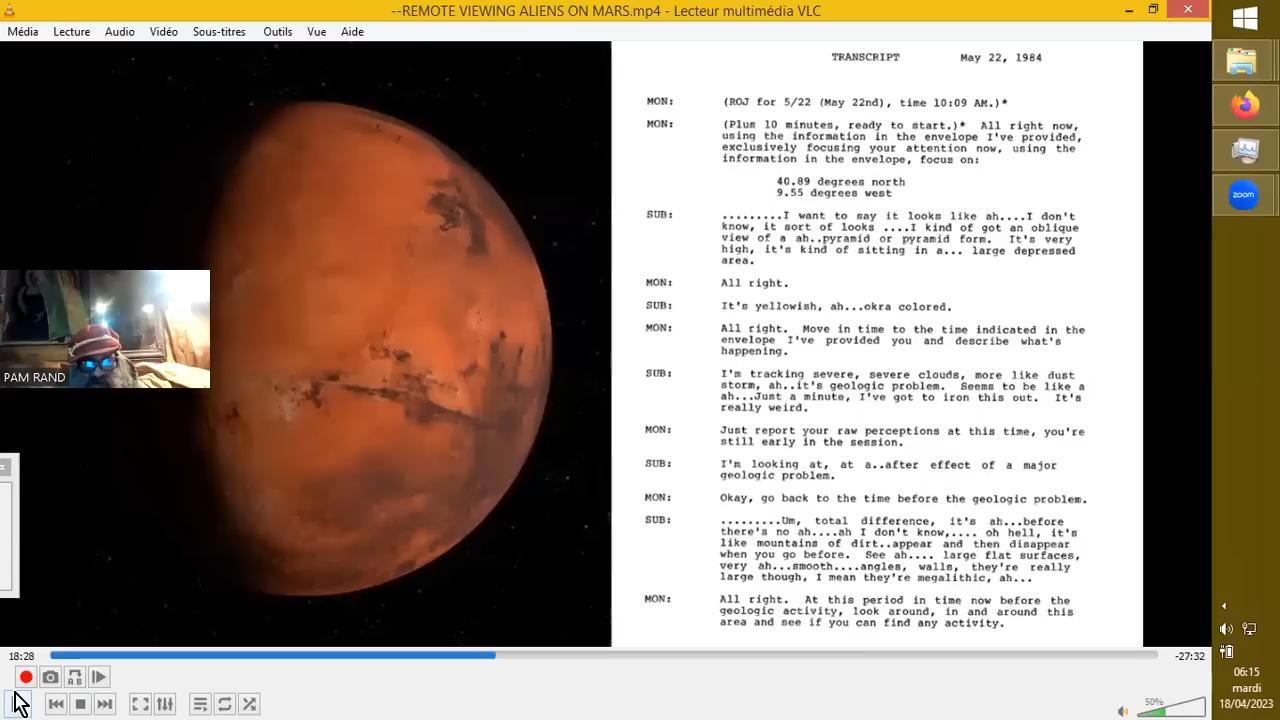 --REMOTE VIEWING ALIENS ON MARS.mp4 - Lecteur multimédia VLC
Média Lecture Audio Vidéo Sous-titres Outils Vue Aide
TRANSCRIPT May 22, 1984
MON: (ROJ for 5/22 (May 22nd), time 10:09 AM.)*
MON: (Plus 10 minutes, ready to start.)* All right now,
using the information in the envelope I've provided,
exclusively focusing your attention now, using the
information in the envelope, focus on:
40.89 degrees north
9.55 degrees west
SUB: .........I want to say it looks like ah....I don't
know, it sort of looks ....I kind of got an oblique
view of a ah..pyramid or pyramid form. It's very
high, it's kind of sitting in a... large depressed
area.
MON: All right.
SUB: It's yellowish, ah...okra colored.
MON: All right. Move in time to the time indicated in the
envelope I've provided you and describe what's
happening.
SUB: I'm tracking severe, severe clouds, more like dust
storm, ah..it's geologic problem. Seems to be like a
ah...Just a minute, I've got to iron this out. It's
really weird.
MON: Just report your raw perceptions at this time, you're
still early in the session.
SUB: I'm looking at, at a..after effect of a major
geologic problem.
MON: Okay, go back to the time before the geologic problem.
SUB: .........Um, total difference, it's ah...before
there's no ah....ah I don't know,.... oh hell, it's
like mountains of dirt..appear and then disappear
when you go before. See ah.... large flat surfaces,
very ah...smooth....angles, walls, they're really
large though, I mean they're megalithic, ah...
MON: All right. At this period in time now before the
geologic activity, look around, in and around this
area and see if you can find any activity.
PAM RAND
zoom
18:28
-27:32
50%
06:15
mardi
18/04/2023